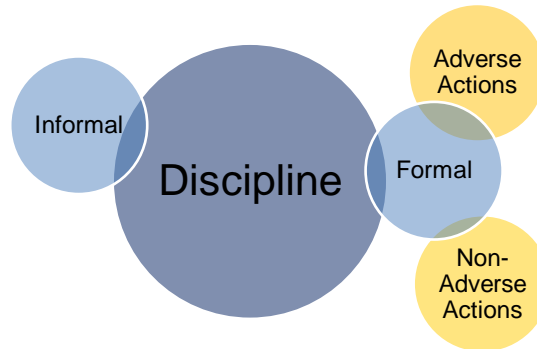 Informal
Discipline
Adverse
Actions
Formal
Non-
Adverse
Actions